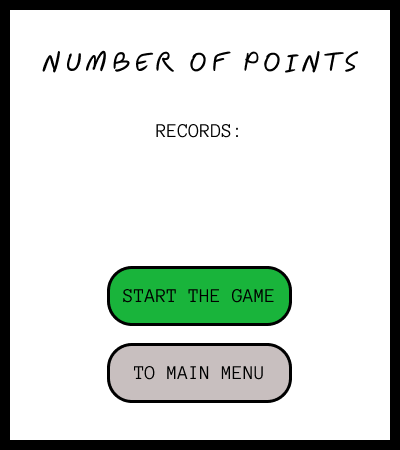 NUMBER OF POINTS
RECORDS:
START THE GAME
TO MAIN MENU